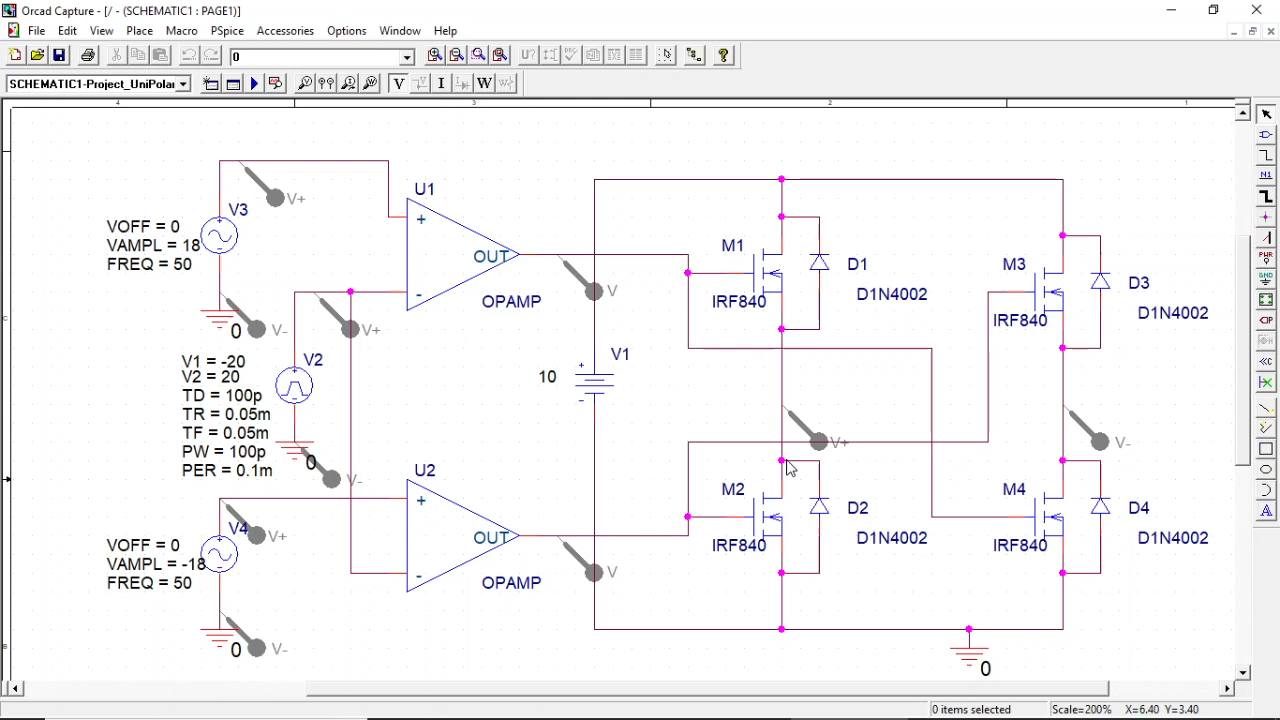 Orcad Capture - [/ - (SCHEMATIC1 : PAGE1)]
File Edit View Place Macro PSpice Accessories Options Window Help
0
SCHEMATIC1-Project_UniPolar
V I W
4 3 2 1
V3
VOFF = 0
VAMPL = 18
FREQ = 50
V+
V-
0
U1
+
-
OUT
OPAMP
V
V+
V1 = -20
V2 = 20
TD = 100p
TR = 0.05m
TF = 0.05m
PW = 100p
PER = 0.1m
V2
0
V-
10
V1
+
-
M1
IRF840
D1
D1N4002
M3
IRF840
D3
D1N4002
V+
V-
V4
VOFF = 0
VAMPL = -18
FREQ = 50
V+
V-
0
U2
+
-
OUT
OPAMP
V
M2
IRF840
D2
D1N4002
M4
IRF840
D4
D1N4002
0
0 items selected Scale=200% X=6.40 Y=3.40